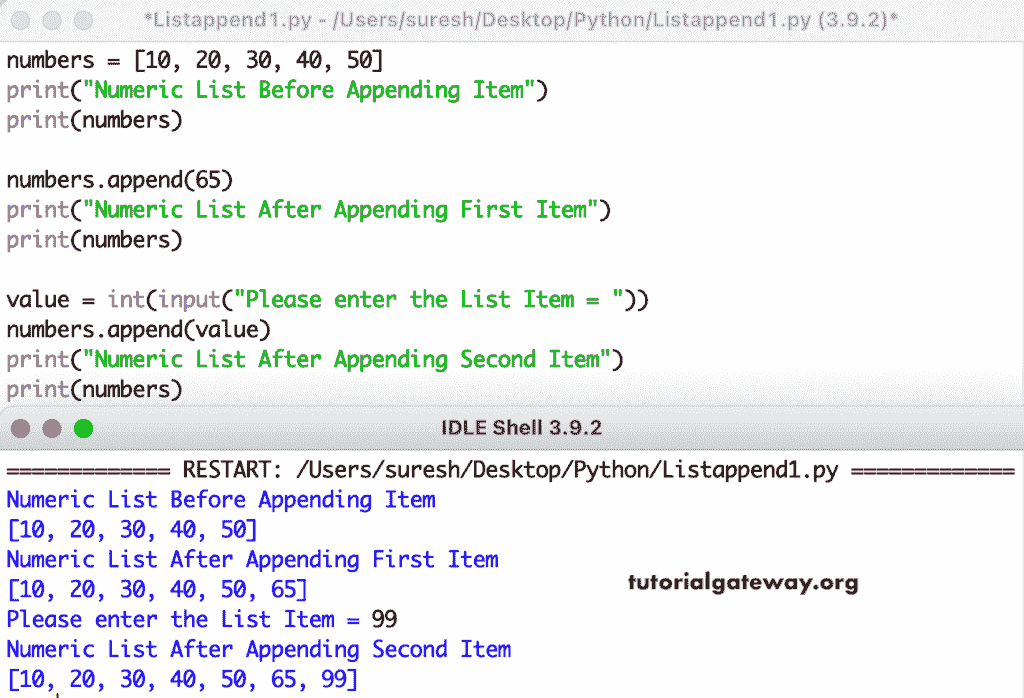 *Listappend1.py - /Users/suresh/Desktop/Python/Listappend1.py (3.9.2)*
numbers = [10, 20, 30, 40, 50]
print("Numeric List Before Appending Item")
print(numbers)
numbers.append(65)
print("Numeric List After Appending First Item")
print(numbers)
value = int(input("Please enter the List Item = "))
numbers.append(value)
print("Numeric List After Appending Second Item")
print(numbers)
IDLE Shell 3.9.2
============= RESTART: /Users/suresh/Desktop/Python/Listappend1.py =============
Numeric List Before Appending Item
[10, 20, 30, 40, 50]
Numeric List After Appending First Item
[10, 20, 30, 40, 50, 65]
tutorialgateway.org
Please enter the List Item = 99
Numeric List After Appending Second Item
[10, 20, 30, 40, 50, 65, 99]